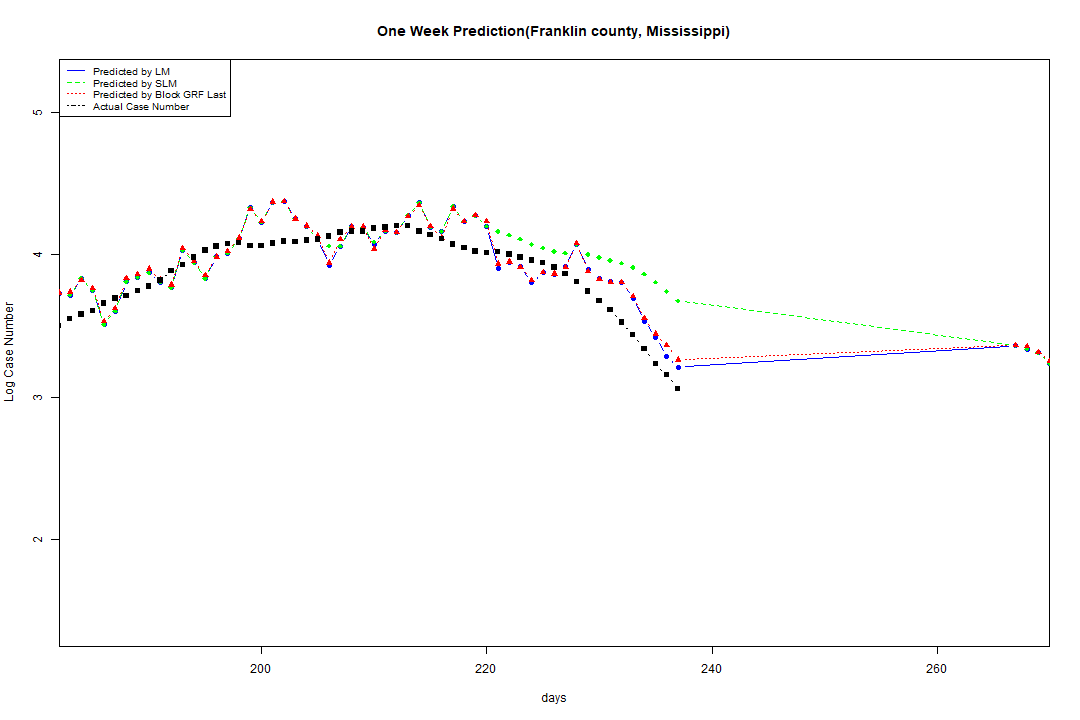 One Week Prediction(Franklin county, Mississippi)
Predicted by LM
Predicted by SLM
Predicted by Block GRF Last
Actual Case Number
5
4
3
2
Log Case Number
200
220
240
260
days